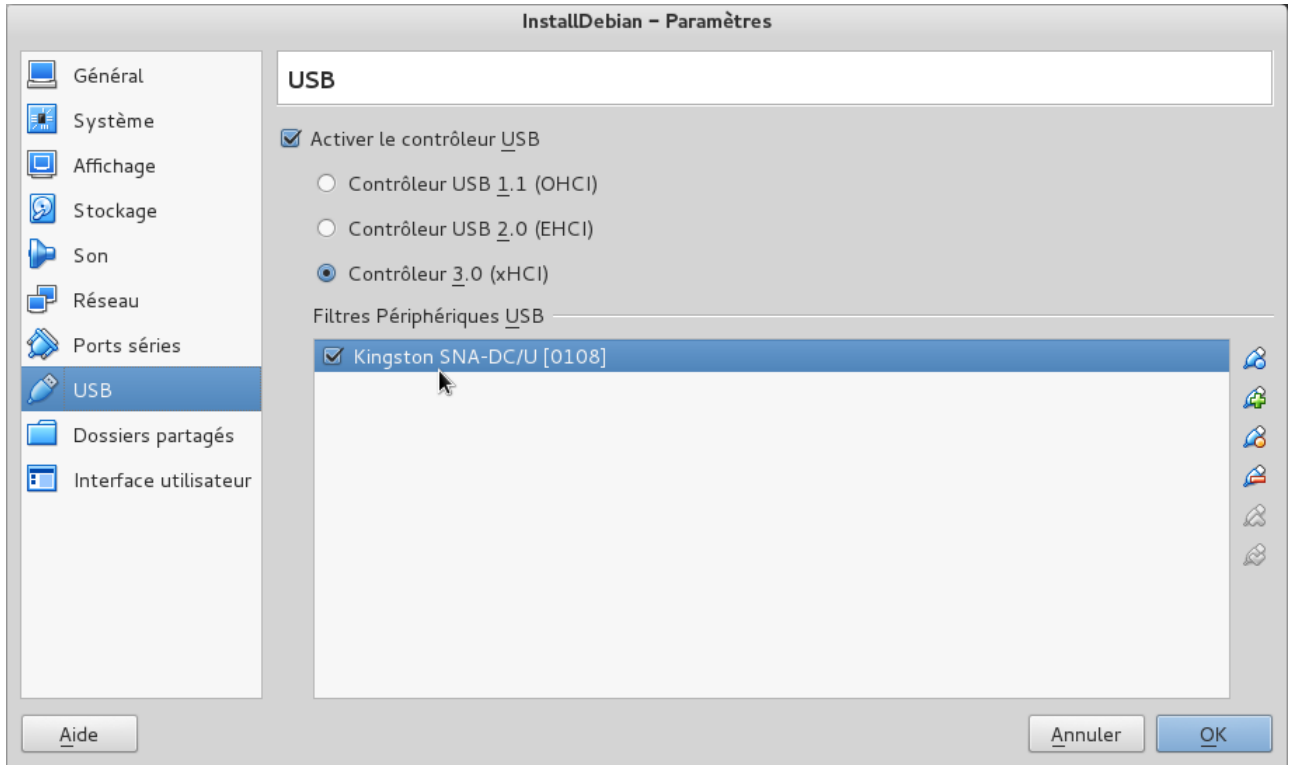 InstallDebian – Paramètres
Général
Système
Affichage
Stockage
Son
Réseau
Ports séries
USB
Dossiers partagés
Interface utilisateur
USB
Activer le contrôleur USB
Contrôleur USB 1.1 (OHCI)
Contrôleur USB 2.0 (EHCI)
Contrôleur 3.0 (xHCI)
Filtres Périphériques USB
Kingston SNA-DC/U [0108]
Aide
Annuler
OK